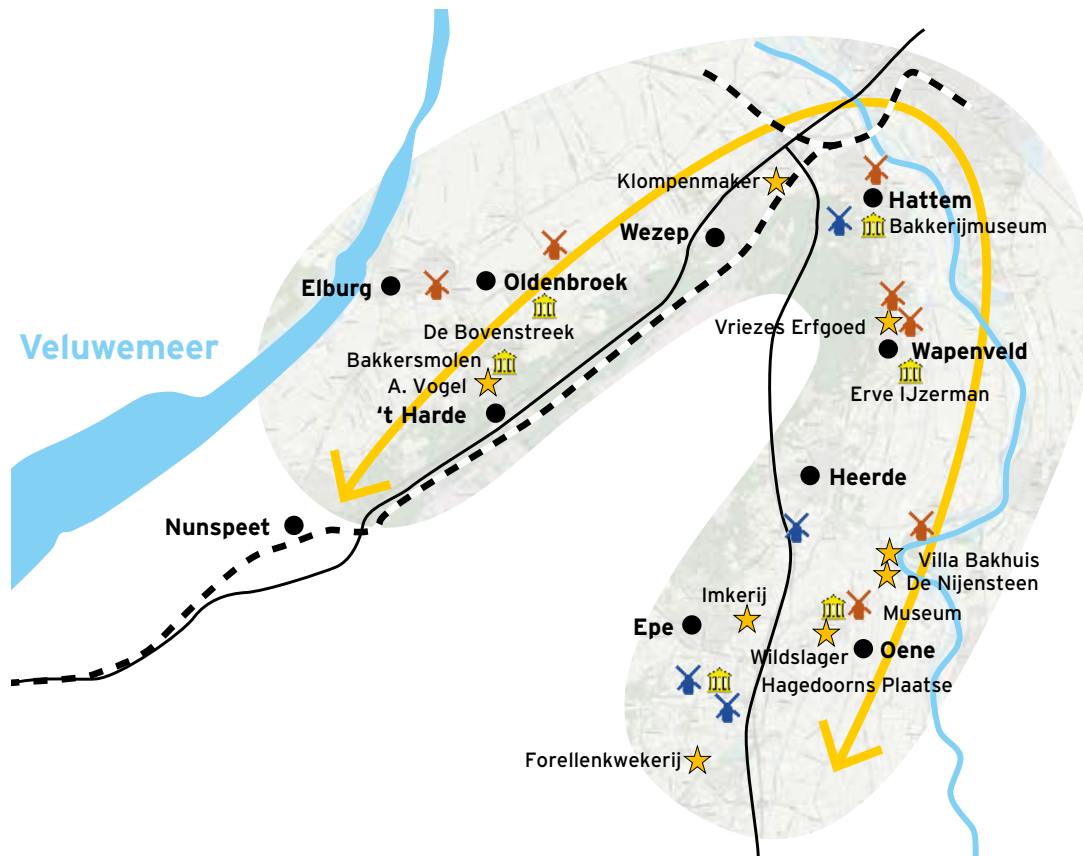 Klompenmaker
Hattem
Bakkerijmuseum
Wezep
Elburg
Oldenbroek
De Bovenstreek
Veluwemeer
Vriezes Erfgoed
Wapenveld
Bakkersmolen
A. Vogel
Erve IJzerman
't Harde
Heerde
Nunspeet
Villa Bakhuis
De Nijensteen
Imkerij
Museum
Epe
Oene
Wildslager
Hagedoorns Plaatse
Forellenkwekerij